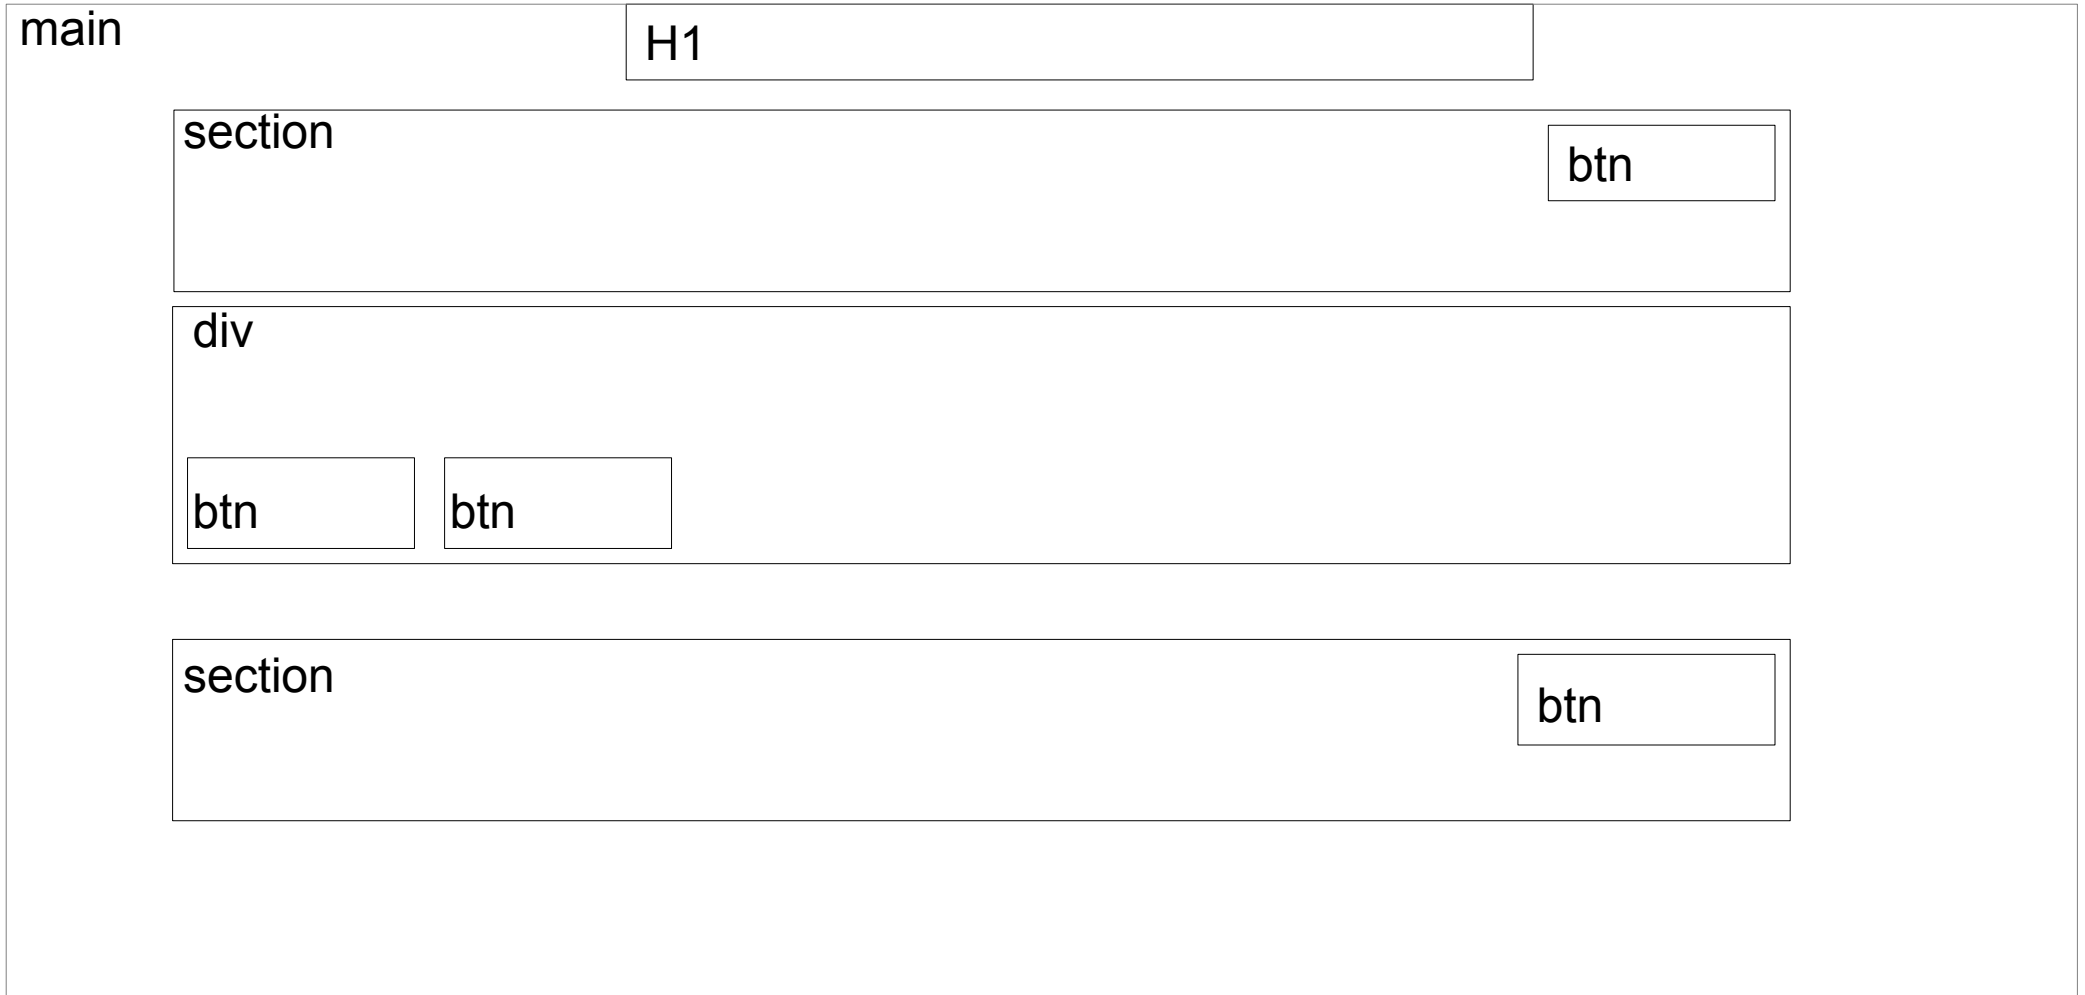 main
H1
section
btn
div
btn btn
section
btn